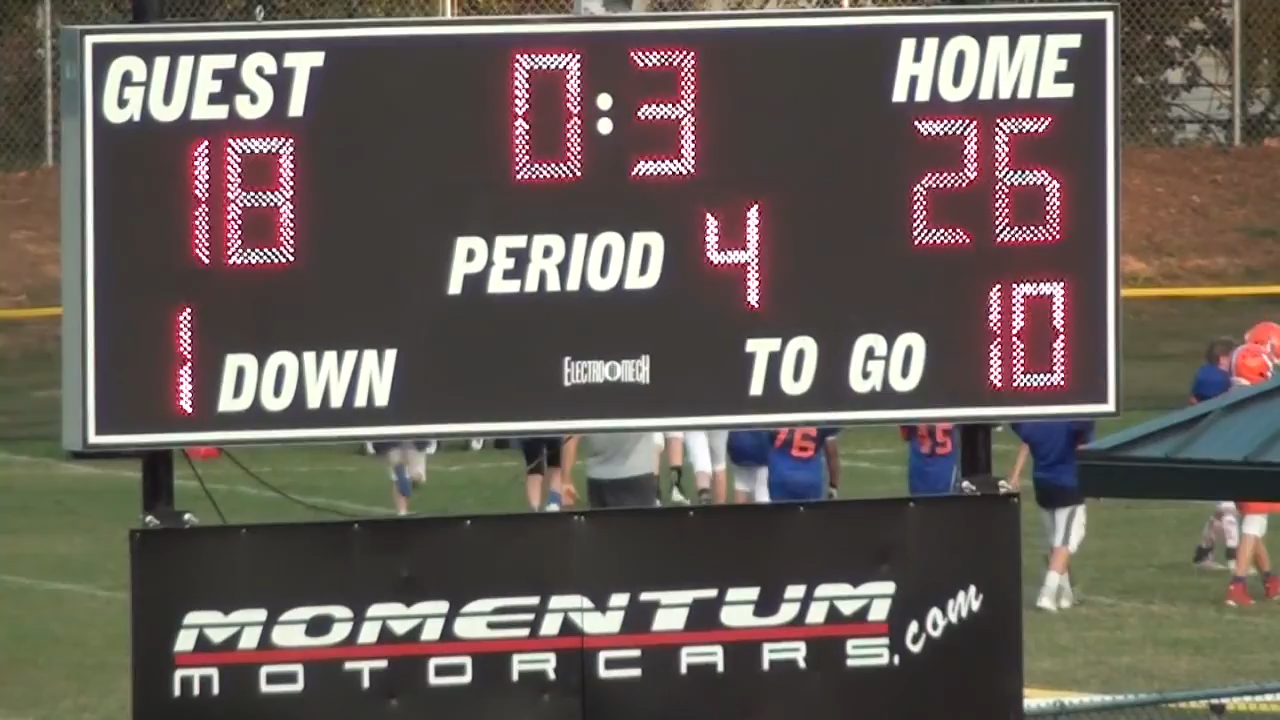 GUEST 0:3 HOME
18 26
PERIOD 4
1 DOWN TO GO 10
ELECTRO-MECH
76 45
MOMENTUM
MOTORCARS.com